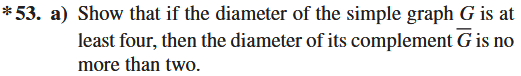 *53. a) Show that if the diameter of the simple graph G is at
least four, then the diameter of its complement G̅ is no
more than two.